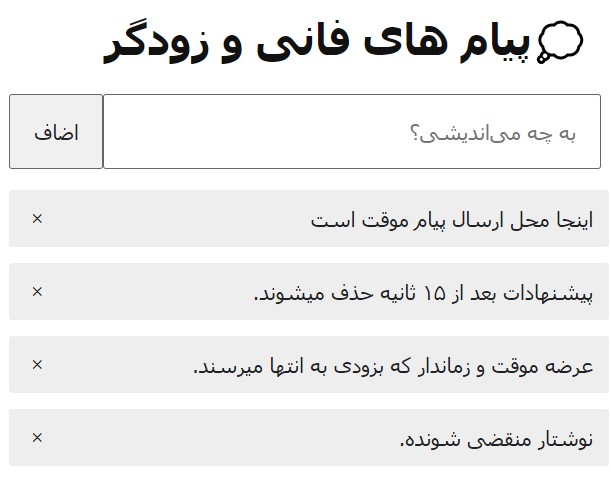 💭پیام های فانی و زودگر
به چه می‌اندیشی؟
اضاف
اینجا محل ارسال پیام موقت است ×
پیشنهادات بعد از ۱۵ ثانیه حذف میشوند. ×
عرضه موقت و زماندار که بزودی به انتها میرسند. ×
نوشتار منقضی شونده. ×